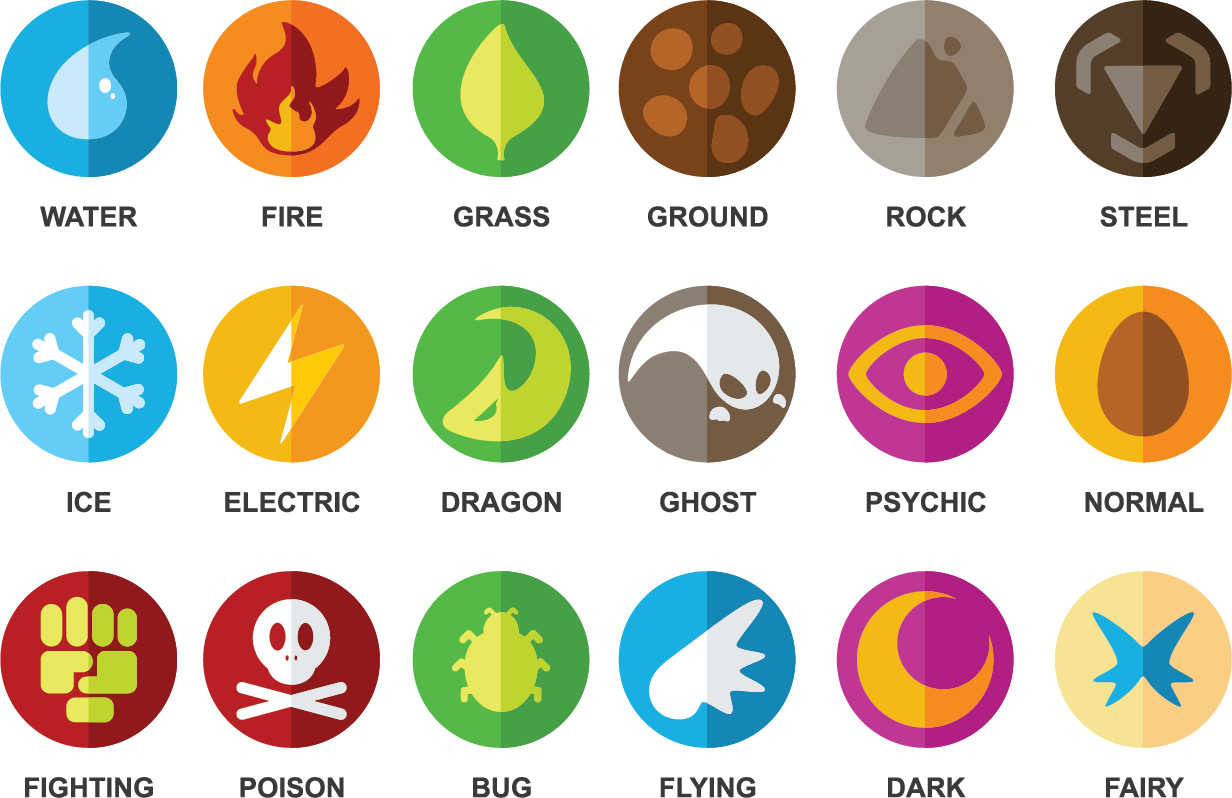 WATER FIRE GRASS GROUND ROCK STEEL
ICE ELECTRIC DRAGON GHOST PSYCHIC NORMAL
FIGHTING POISON BUG FLYING DARK FAIRY